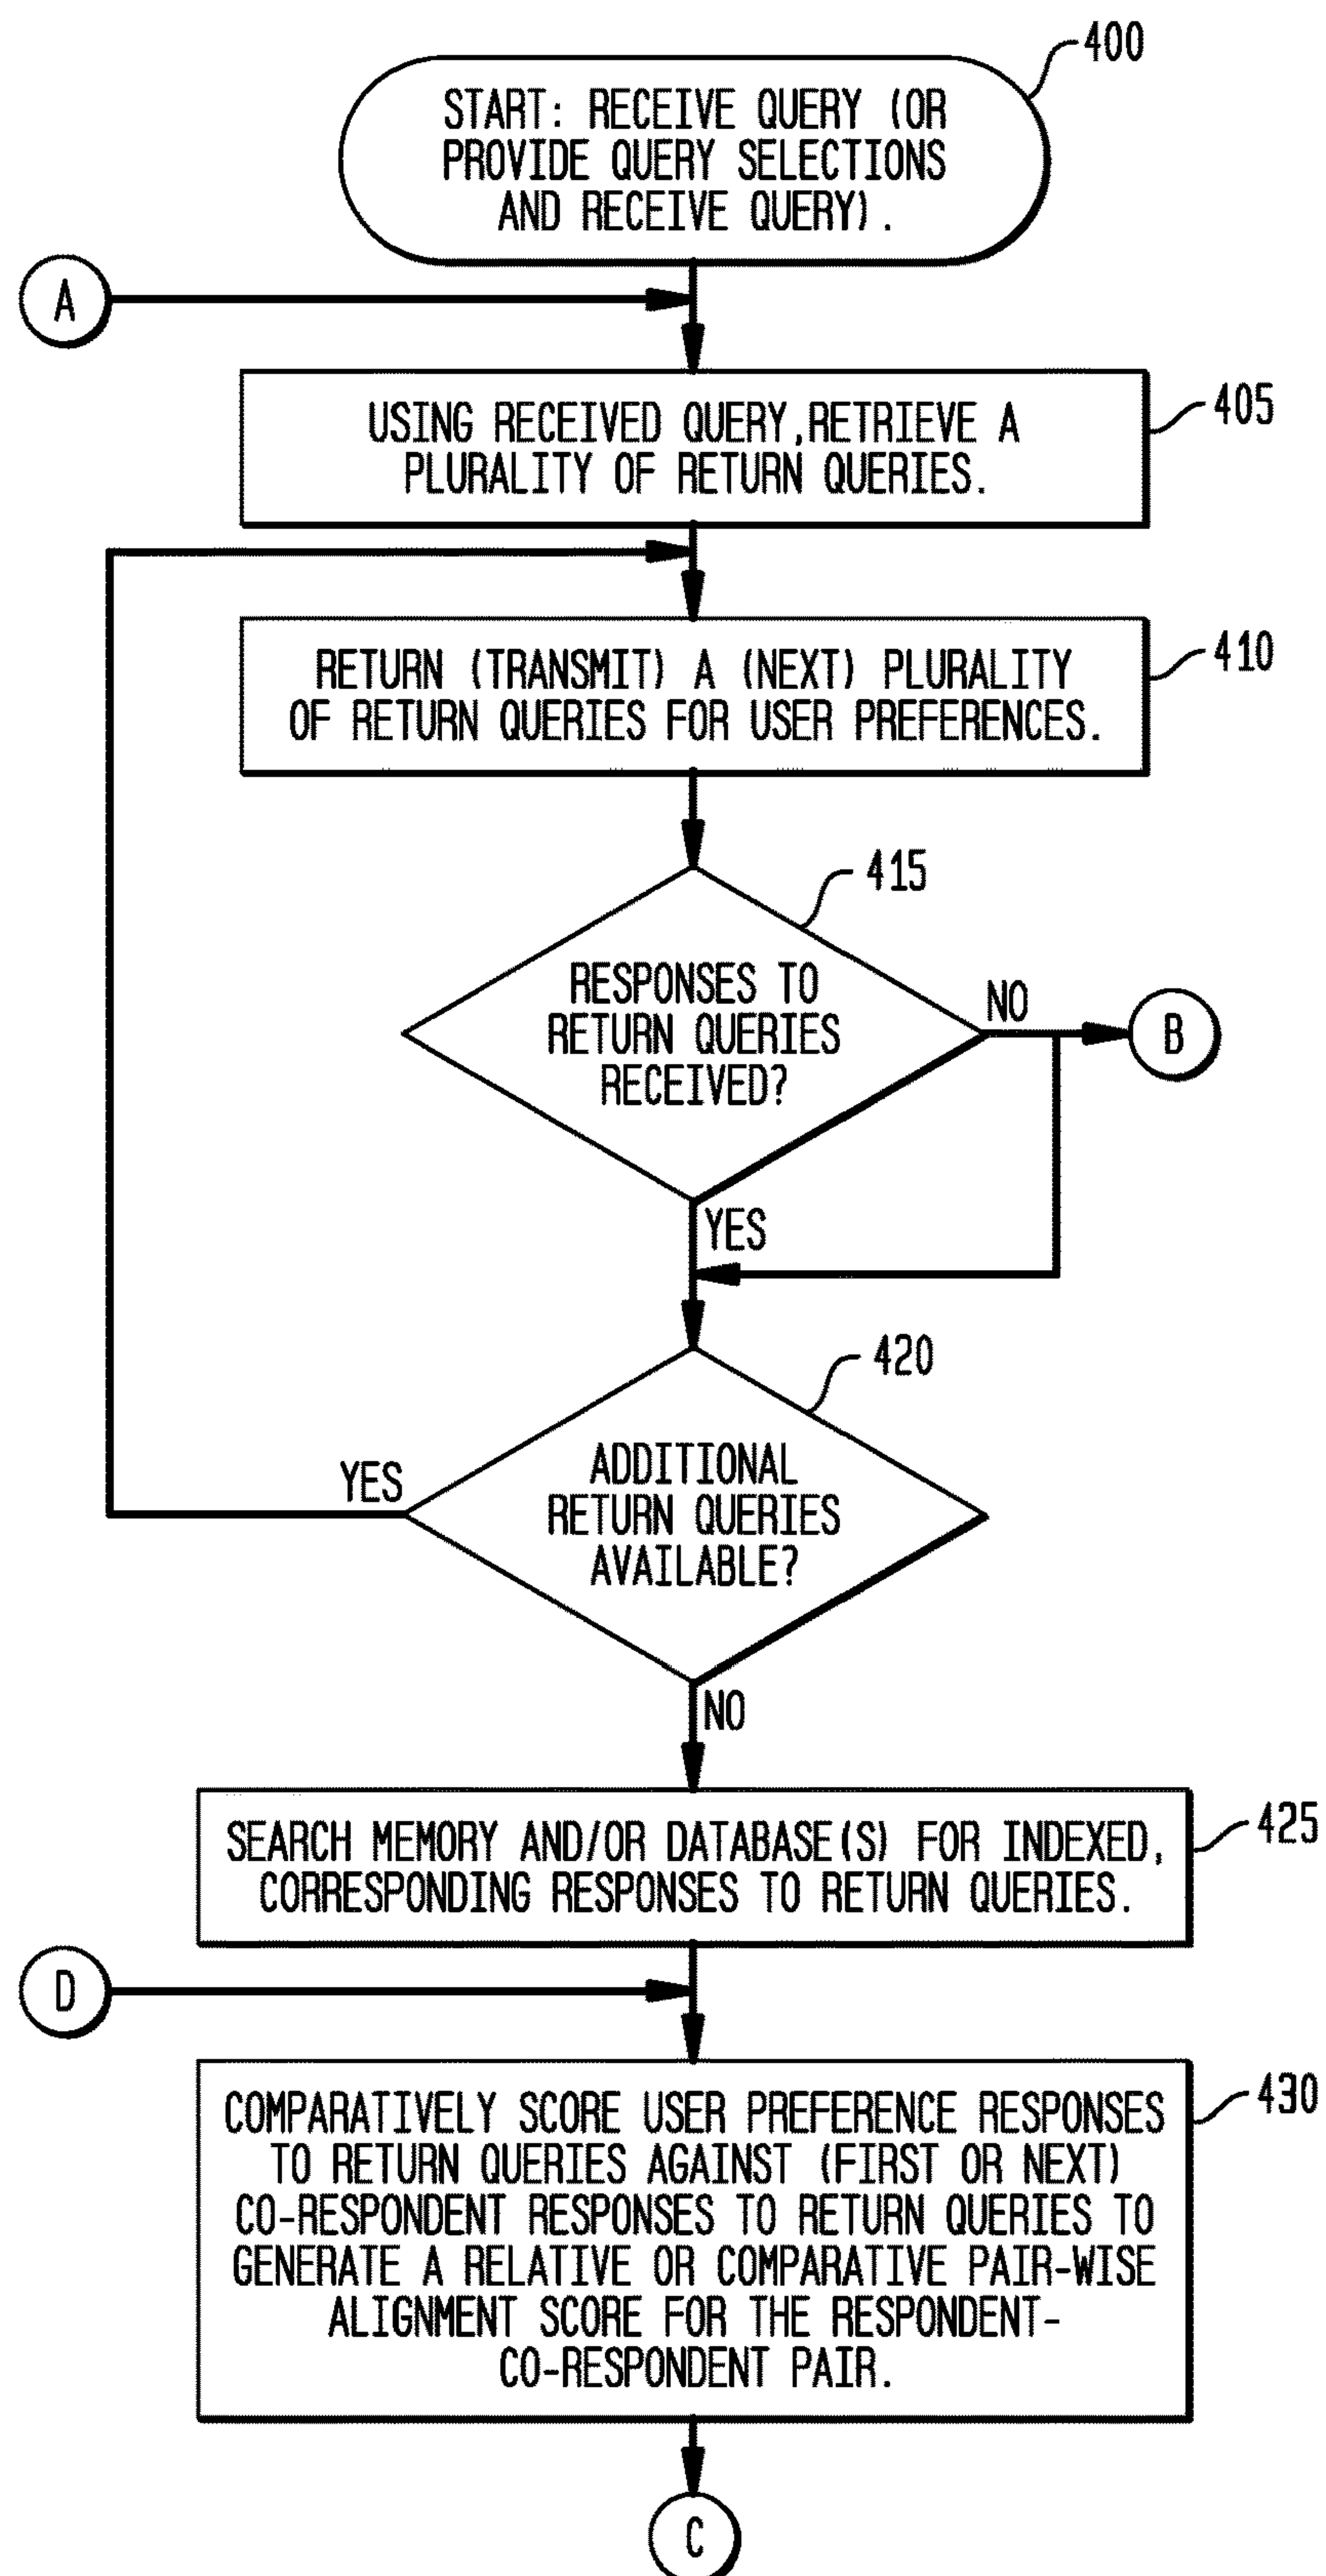 400
START: RECEIVE QUERY (OR
PROVIDE QUERY SELECTIONS
AND RECEIVE QUERY).
A
405
USING RECEIVED QUERY,RETRIEVE A
PLURALITY OF RETURN QUERIES.
410
RETURN (TRANSMIT) A (NEXT) PLURALITY
OF RETURN QUERIES FOR USER PREFERENCES.
415
RESPONSES TO
RETURN QUERIES
RECEIVED?
NO
B
YES
420
ADDITIONAL
RETURN QUERIES
AVAILABLE?
YES
NO
425
SEARCH MEMORY AND/OR DATABASE(S) FOR INDEXED,
CORRESPONDING RESPONSES TO RETURN QUERIES.
D
430
COMPARATIVELY SCORE USER PREFERENCE RESPONSES
TO RETURN QUERIES AGAINST (FIRST OR NEXT)
CO-RESPONDENT RESPONSES TO RETURN QUERIES TO
GENERATE A RELATIVE OR COMPARATIVE PAIR-WISE
ALIGNMENT SCORE FOR THE RESPONDENT-
CO-RESPONDENT PAIR.
C